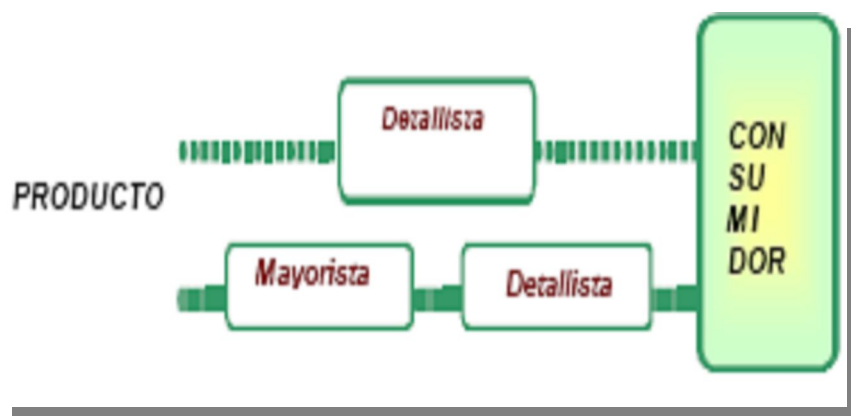 PRODUCTO
Detallista
Mayorista
Detallista
CON
SU
MI
DOR